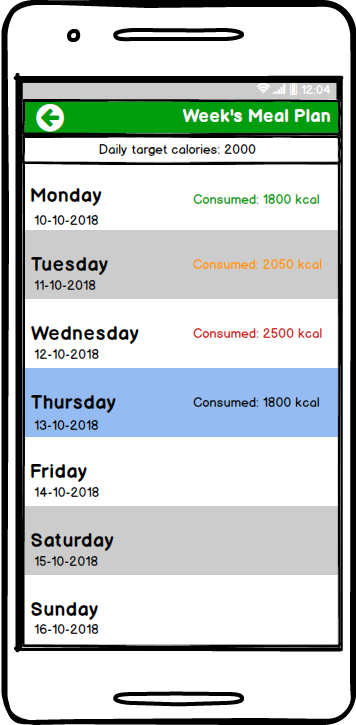 12:04
Week's Meal Plan
Daily target calories: 2000
Monday
Consumed: 1800 kcal
10-10-2018
Tuesday
Consumed: 2050 kcal
11-10-2018
Wednesday
Consumed: 2500 kcal
12-10-2018
Thursday
Consumed: 1800 kcal
13-10-2018
Friday
14-10-2018
Saturday
15-10-2018
Sunday
16-10-2018